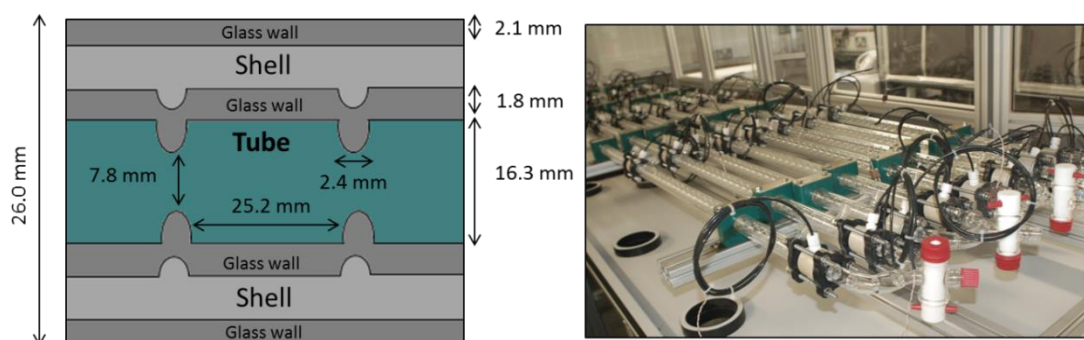 Glass wall
2.1 mm
Shell
1.8 mm
Glass wall
Tube
7.8 mm
2.4 mm
16.3 mm
26.0 mm
25.2 mm
Glass wall
Shell
Glass wall